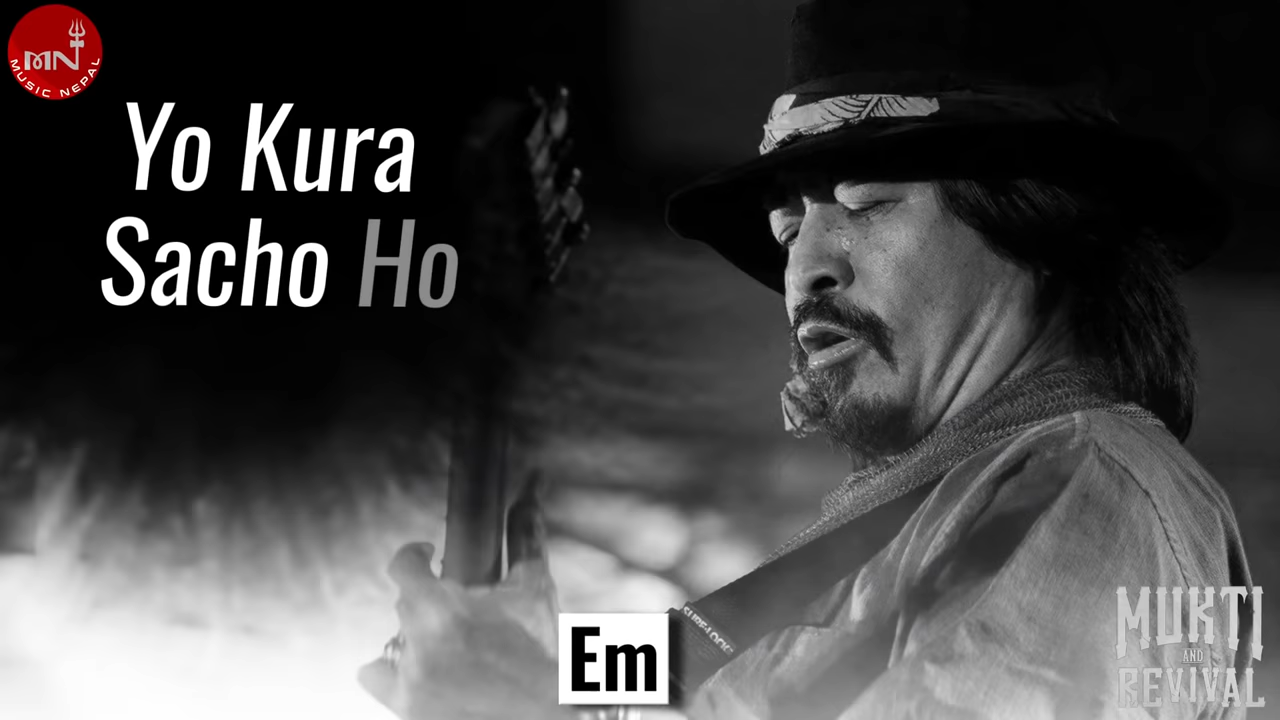 MN
MUSIC NEPAL
Yo Kura
Sacho Ho
Em
MUKTI
AND
REVIVAL